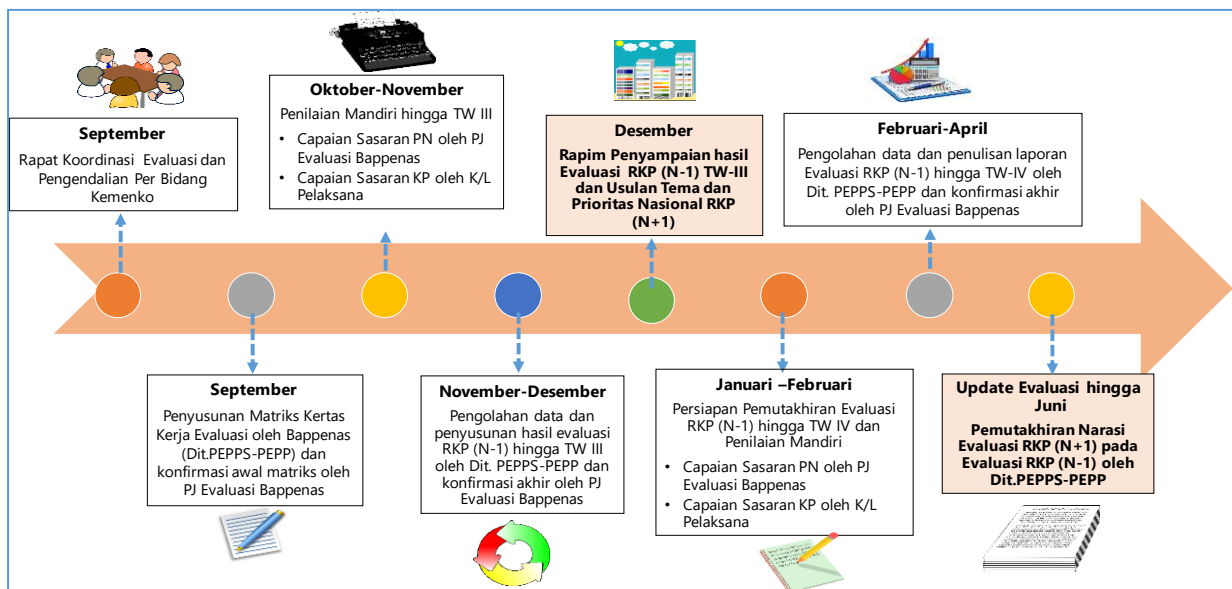 September
Rapat Koordinasi Evaluasi dan
Pengendalian Per Bidang
Kemenko
Oktober-November
Penilaian Mandiri hingga TW III
• Capaian Sasaran PN oleh PJ
Evaluasi Bappenas
• Capaian Sasaran KP oleh K/L
Pelaksana
Desember
Rapim Penyampaian hasil
Evaluasi RKP (N-1) TW-III
dan Usulan Tema dan
Prioritas Nasional RKP
(N+1)
Februari-April
Pengolahan data dan penulisan laporan
Evaluasi RKP (N-1) hingga TW-IV oleh
Dit. PEPPS-PEPP dan konfirmasi akhir
oleh PJ Evaluasi Bappenas
September
Penyusunan Matriks Kertas
Kerja Evaluasi oleh Bappenas
(Dit.PEPPS-PEPP) dan
konfirmasi awal matriks oleh
PJ Evaluasi Bappenas
November-Desember
Pengolahan data dan
penyusunan hasil evaluasi
RKP (N-1) hingga TW III
oleh Dit. PEPPS-PEPP dan
konfirmasi akhir oleh PJ
Evaluasi Bappenas
Januari –Februari
Persiapan Pemutakhiran Evaluasi
RKP (N-1) hingga TW IV dan
Penilaian Mandiri
• Capaian Sasaran PN oleh PJ
Evaluasi Bappenas
• Capaian Sasaran KP oleh K/L
Pelaksana
Update Evaluasi hingga
Juni
Pemutakhiran Narasi
Evaluasi RKP (N+1) pada
Evaluasi RKP (N-1) oleh
Dit.PEPPS-PEPP